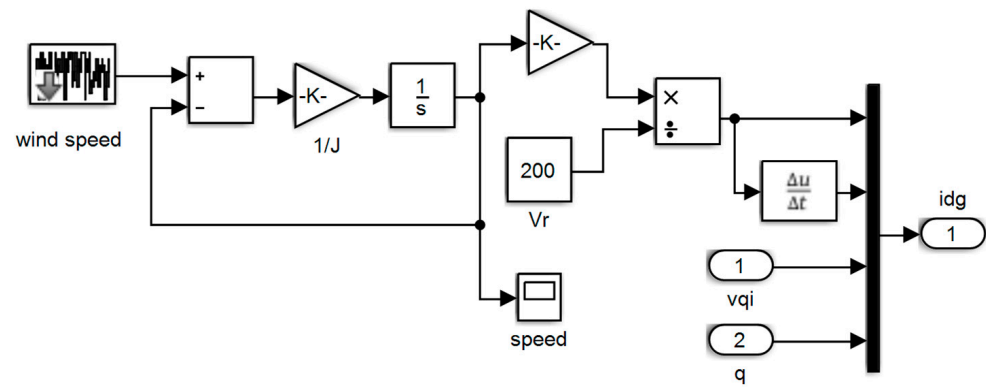 wind speed
+
−
-K-
1/J
1
s
-K-
200
Vr
×
÷
Δu
Δt
speed
1
vqi
2
q
idg
1